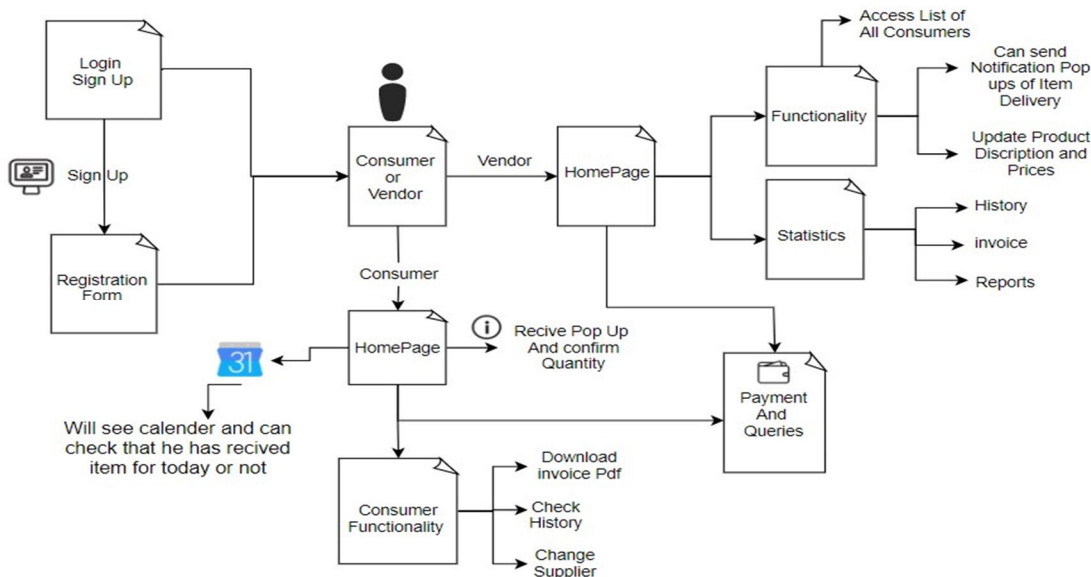 Login
Sign Up
Sign Up
Registration
Form
Consumer
or
Vendor
Vendor
HomePage
Functionality
Access List of
All Consumers
Can send
Notification Pop
ups of Item
Delivery
Update Product
Discription and
Prices
Statistics
History
invoice
Reports
Consumer
HomePage
Recive Pop Up
And confirm
Quantity
31
Will see calender and can
check that he has recived
item for today or not
Payment
And
Queries
Consumer
Functionality
Download
invoice Pdf
Check
History
Change
Supplier